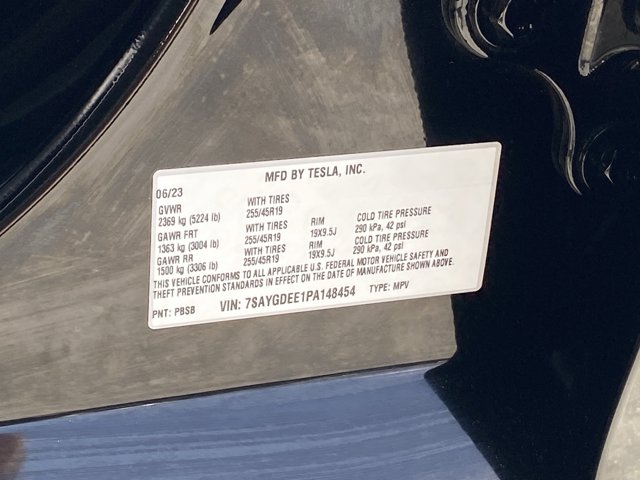 MFD BY TESLA, INC.
06/23
GVWR WITH TIRES
2369 kg (5224 lb) 255/45R19
GAWR FRT WITH TIRES RIM COLD TIRE PRESSURE
1363 kg (3004 lb) 255/45R19 19X9.5J 290 kPa, 42 psi
GAWR RR WITH TIRES RIM COLD TIRE PRESSURE
1500 kg (3306 lb) 255/45R19 19X9.5J 290 kPa, 42 psi
THIS VEHICLE CONFORMS TO ALL APPLICABLE U.S. FEDERAL MOTOR VEHICLE SAFETY AND
THEFT PREVENTION STANDARDS IN EFFECT ON THE DATE OF MANUFACTURE SHOWN ABOVE.
PNT: PBSB VIN: 7SAYGDEE1PA148454 TYPE: MPV